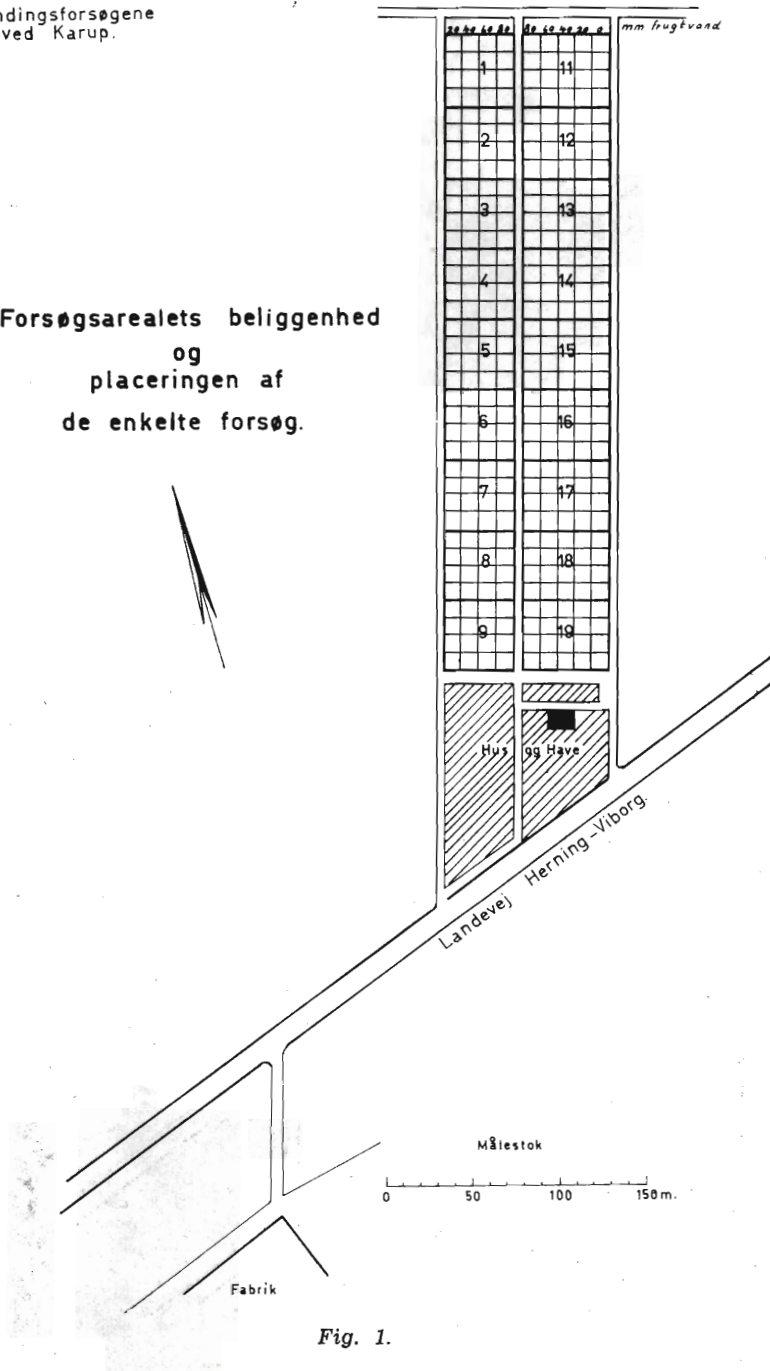 dingsforsøgene
ved Karup.
20 40 60 80 80 60 40 20 0 mm frugtvand
1 11
2 12
3 13
4 14
5 15
6 16
7 17
8 18
9 19
Forsøgsarealets beliggenhed
og
placeringen af
de enkelte forsøg.
Hus og Have
Landevej Herning-Viborg.
Målestok
0 50 100 150m.
Fabrik
Fig. 1.